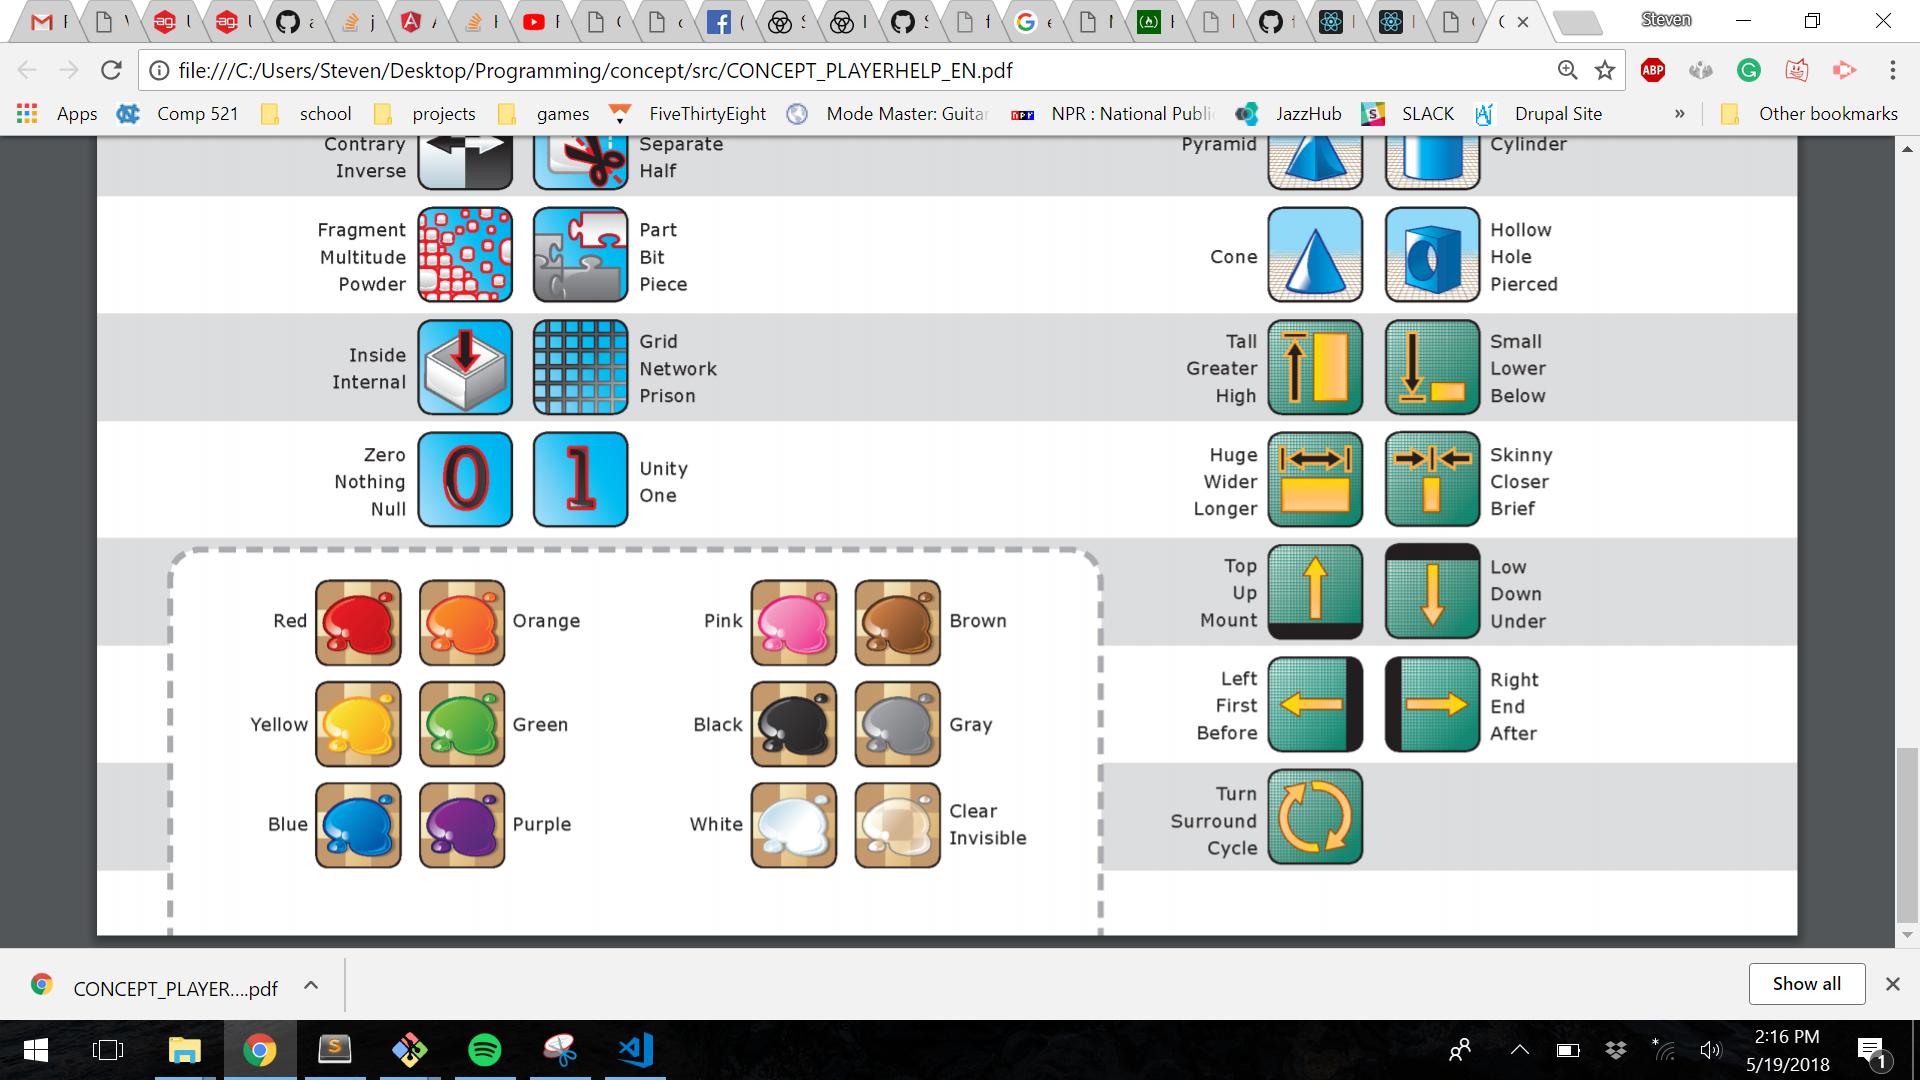 Steven
file:///C:/Users/Steven/Desktop/Programming/concept/src/CONCEPT_PLAYERHELP_EN.pdf
ABP
Apps
Comp 521
school
projects
games
FiveThirtyEight
Mode Master: Guitar
npr
NPR : National Publi
JazzHub
SLACK
Drupal Site
»
Other bookmarks
Contrary
Inverse
Separate
Half
Pyramid
Cylinder
Fragment
Multitude
Powder
Part
Bit
Piece
Cone
Hollow
Hole
Pierced
Inside
Internal
Grid
Network
Prison
Tall
Greater
High
Small
Lower
Below
Zero
Nothing
Null
0
1
Unity
One
Huge
Wider
Longer
Skinny
Closer
Brief
Top
Up
Mount
Low
Down
Under
Red
Orange
Pink
Brown
Left
First
Before
Right
End
After
Yellow
Green
Black
Gray
Blue
Purple
White
Clear
Invisible
Turn
Surround
Cycle
CONCEPT_PLAYER....pdf
Show all
2:16 PM
5/19/2018
1